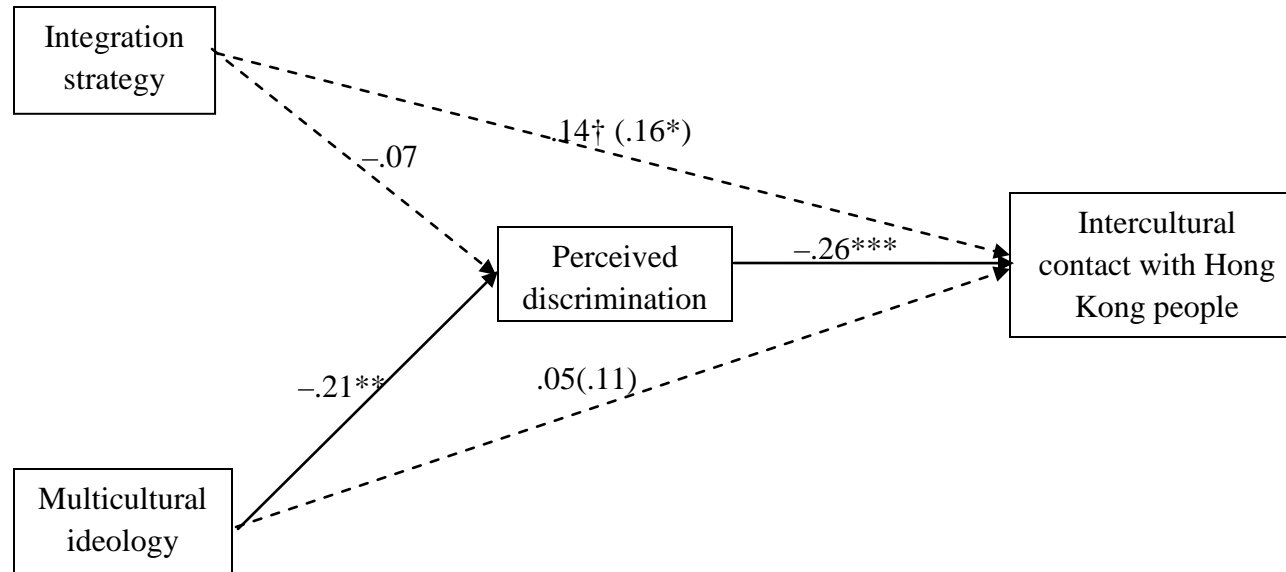 Integration
strategy
.14† (.16*)
–.07
Perceived
discrimination
–.26***
Intercultural
contact with Hong
Kong people
–.21**
.05(.11)
Multicultural
ideology